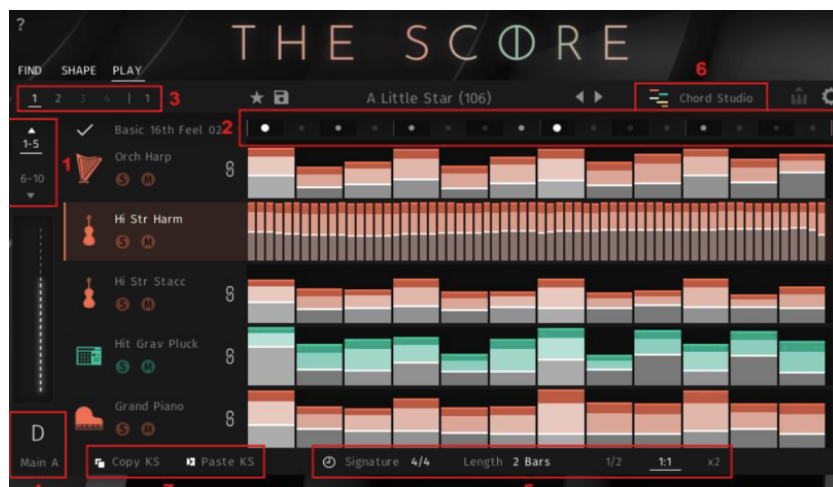 ?
THE SCORE
6
FIND SHAPE PLAY
1 2 3 4 | 1 3
A Little Star (106)
Chord Studio
Basic 16th Feel 02
2
1-5
1
6-10
Orch Harp
S M
Hi Str Harm
S M
Hi Str Stacc
S M
Hit Grav Pluck
S M
Grand Piano
S M
D
Main A
Copy KS Paste KS
Signature 4/4 Length 2 Bars 1/2 1:1 x2